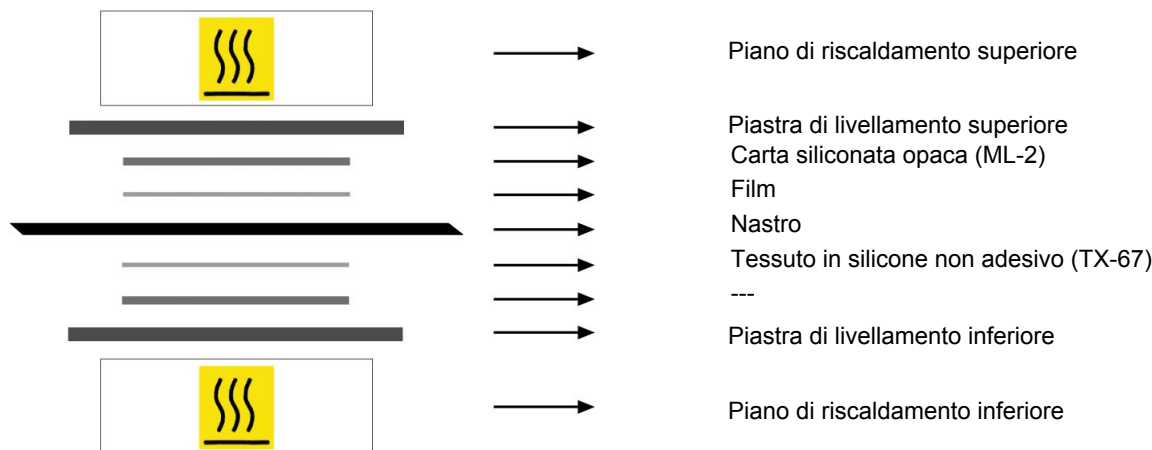 Piano di riscaldamento superiore
Piastra di livellamento superiore
Carta siliconata opaca (ML-2)
Film
Nastro
Tessuto in silicone non adesivo (TX-67)
---
Piastra di livellamento inferiore
Piano di riscaldamento inferiore